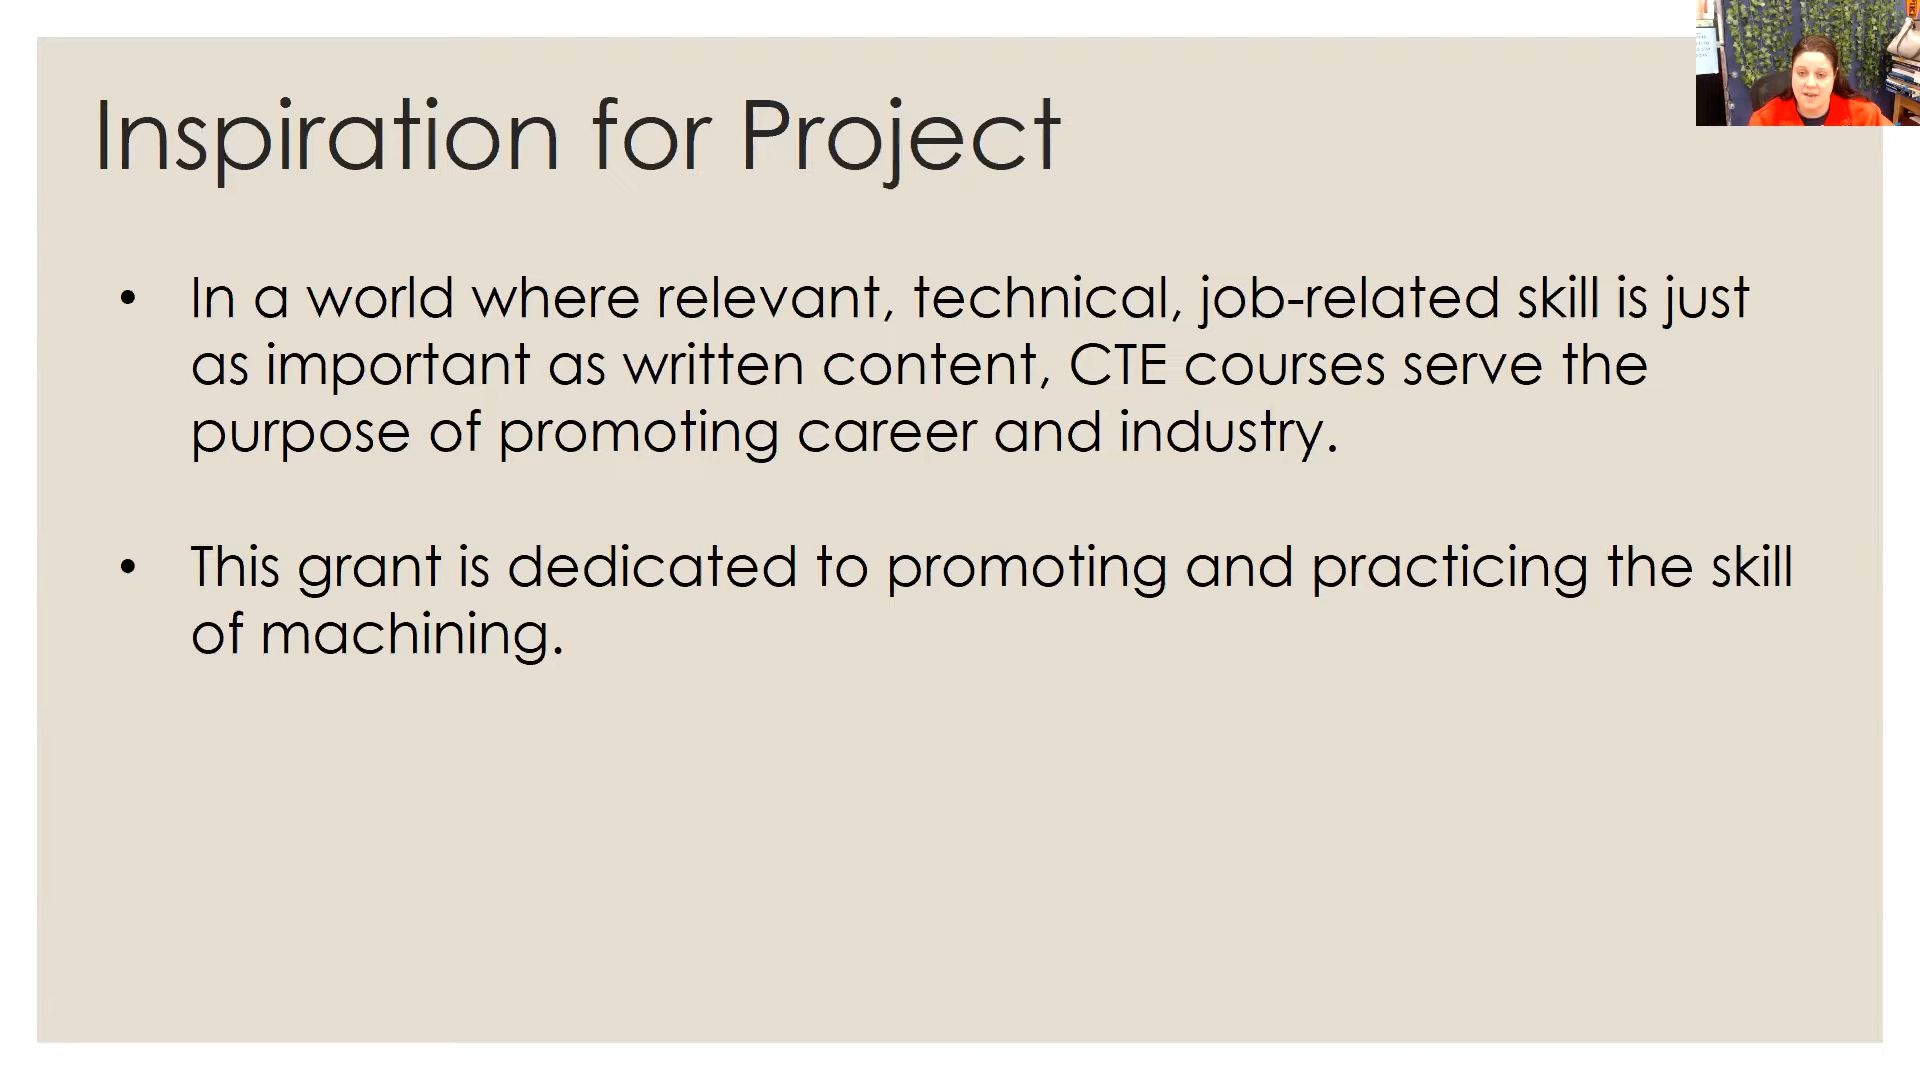 Inspiration for Project
• In a world where relevant, technical, job-related skill is just
as important as written content, CTE courses serve the
purpose of promoting career and industry.
• This grant is dedicated to promoting and practicing the skill
of machining.